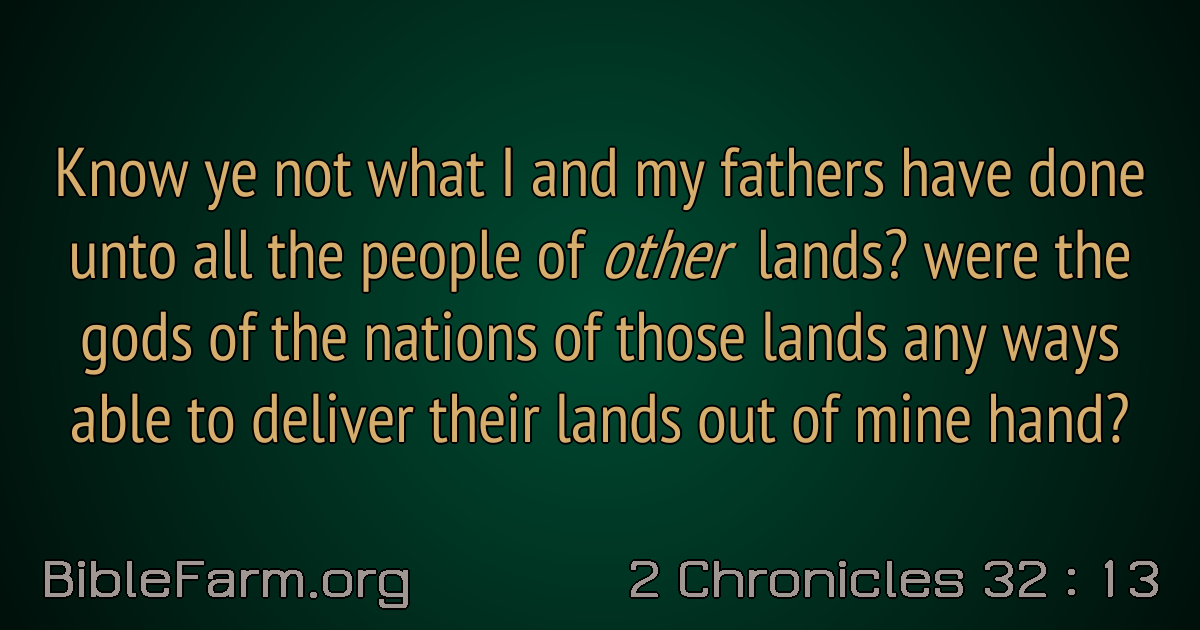 Know ye not what I and my fathers have done
unto all the people of other lands? were the
gods of the nations of those lands any ways
able to deliver their lands out of mine hand?
BibleFarm.org
2 Chronicles 32 : 13